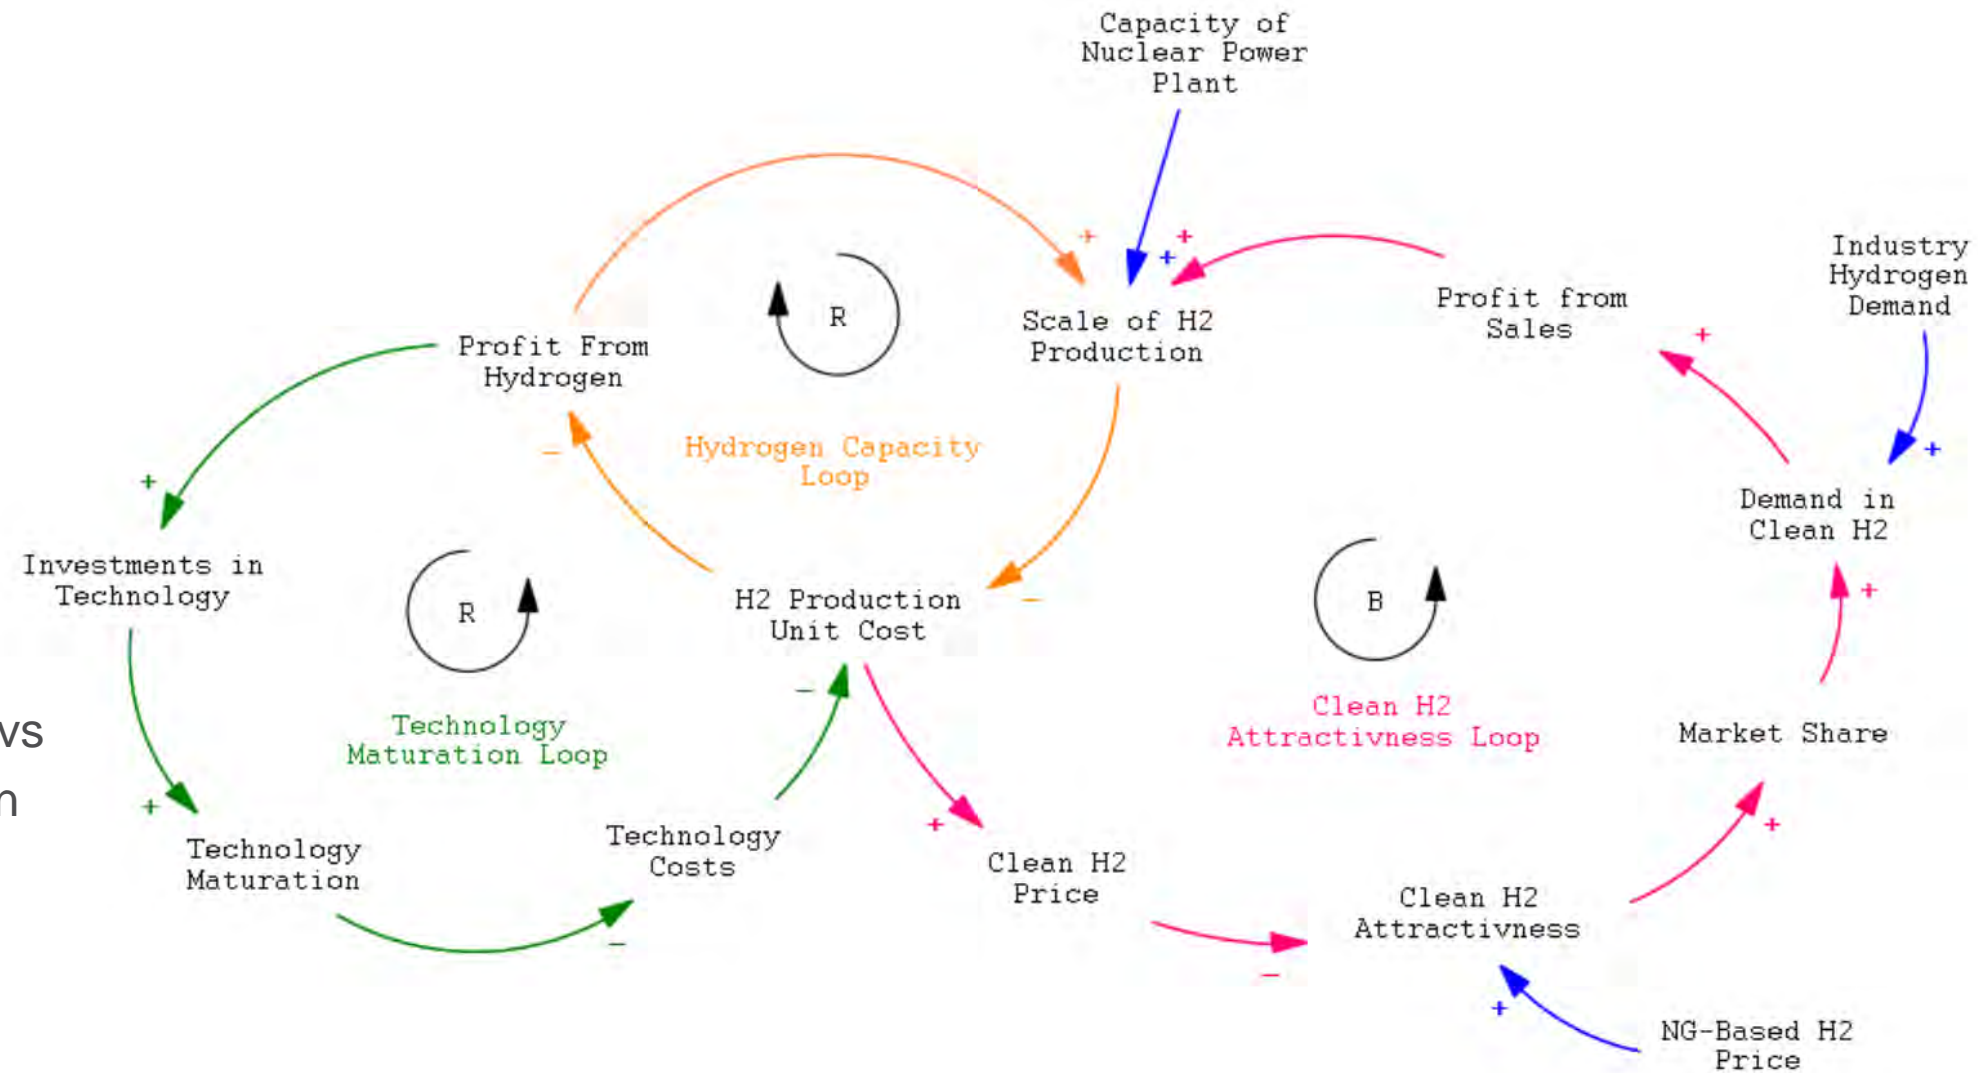 Capacity of
Nuclear Power
Plant
+
+
+
Industry
Hydrogen
Demand
Profit from
Sales
+
Scale of H2
Production
R
Profit From
Hydrogen
Hydrogen Capacity
Loop
-
+
+
Demand in
Clean H2
Investments in
Technology
R
H2 Production
Unit Cost
-
B
+
-
Technology
Maturation Loop
Clean H2
Attractivness Loop
Market Share
vs
n
+
Technology
Maturation
-
Technology
Costs
+
Clean H2
Price
-
Clean H2
Attractivness
+
+
NG-Based H2
Price